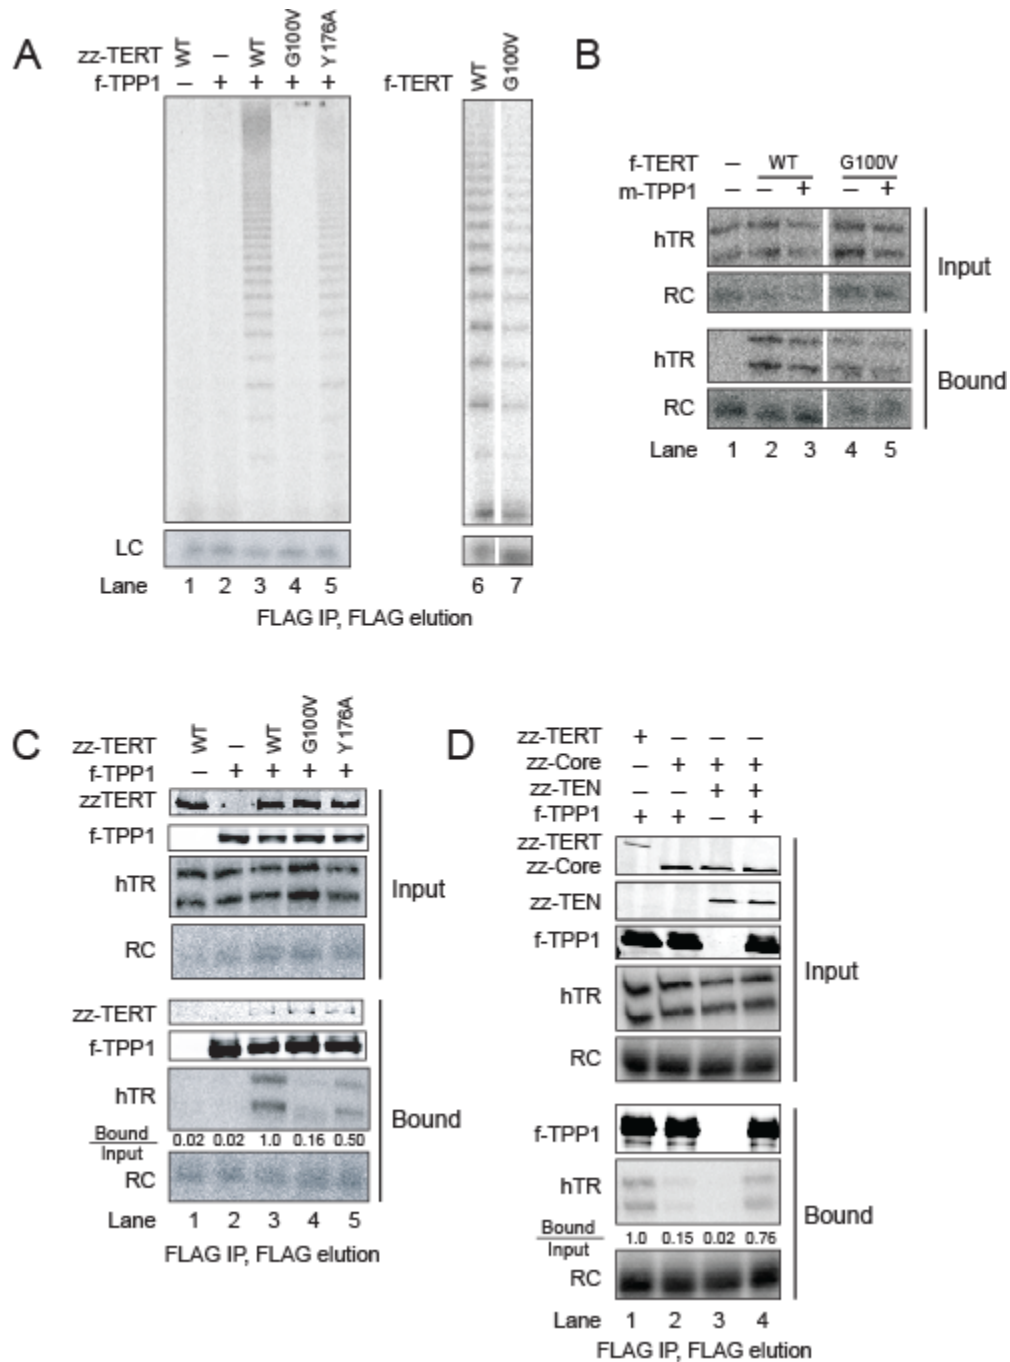 A
zz-TERT WT – WT G100V Y176A
f-TPP1 – + + + +
LC
Lane 1 2 3 4 5
f-TERT WT G100V
6 7
FLAG IP, FLAG elution
B
f-TERT – WT G100V
m-TPP1 – – + – +
hTR
RC
Input
hTR
RC
Bound
Lane 1 2 3 4 5
C
zz-TERT WT – WT G100V Y176A
f-TPP1 – + + + +
zzTERT
f-TPP1
hTR
RC
Input
zz-TERT
f-TPP1
hTR
Bound
Input
0.02 0.02 1.0 0.16 0.50
RC
Bound
Lane 1 2 3 4 5
FLAG IP, FLAG elution
D
zz-TERT + – – –
zz-Core – + + +
zz-TEN – – + +
f-TPP1 + + – +
zz-TERT
zz-Core
zz-TEN
f-TPP1
hTR
RC
Input
f-TPP1
hTR
Bound
Input
1.0 0.15 0.02 0.76
RC
Bound
Lane 1 2 3 4
FLAG IP, FLAG elution